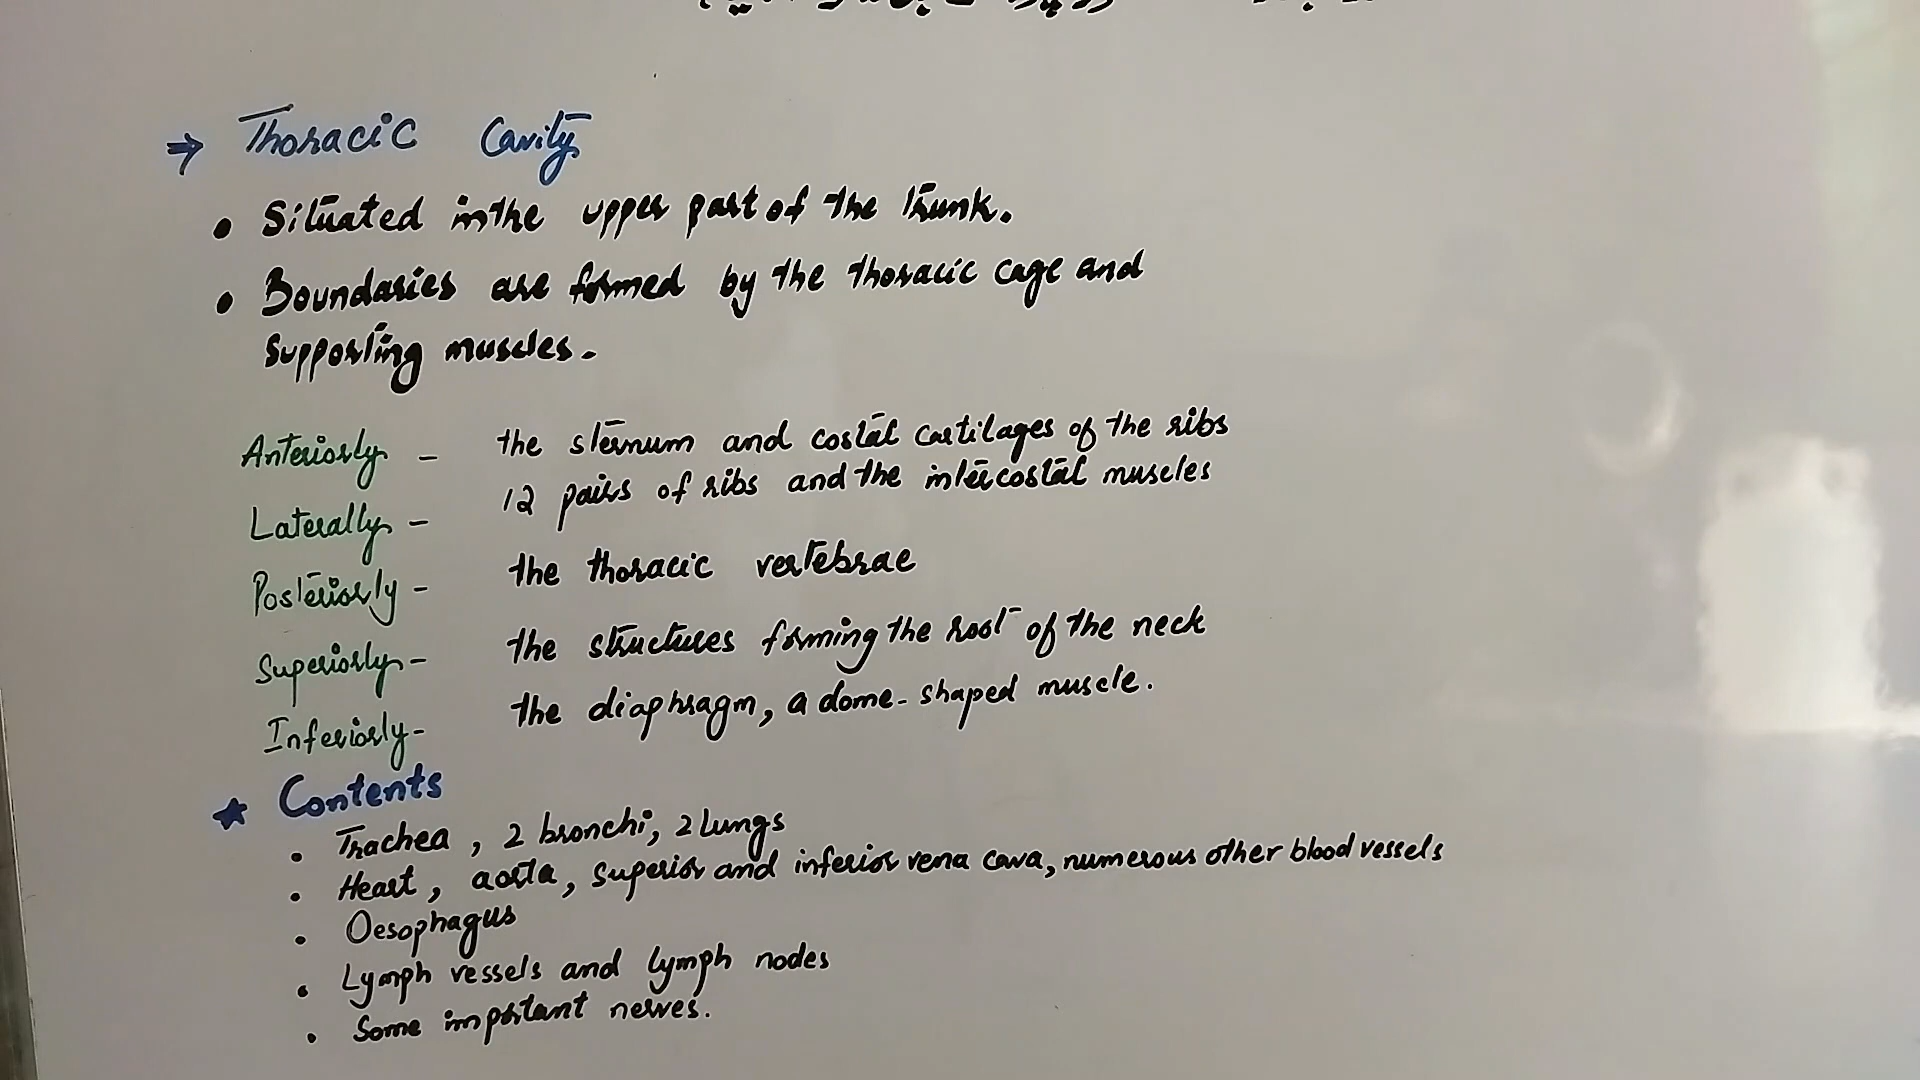 ⇒ Thoracic Cavity
• Situated in the upper part of the trunk.
• Boundaries are formed by the thoracic cage and
supporting muscles.
Anteriorly - the sternum and costal cartilages of the ribs
Laterally - 12 pairs of ribs and the intercostal muscles
Posteriorly - the thoracic vertebrae
Superiorly - the structures forming the root of the neck
Inferiorly - the diaphragm, a dome-shaped muscle.
★ Contents
• Trachea, 2 bronchi, 2 lungs
• Heart, aorta, superior and inferior vena cava, numerous other blood vessels
• Oesophagus
• Lymph vessels and lymph nodes
• Some important nerves.